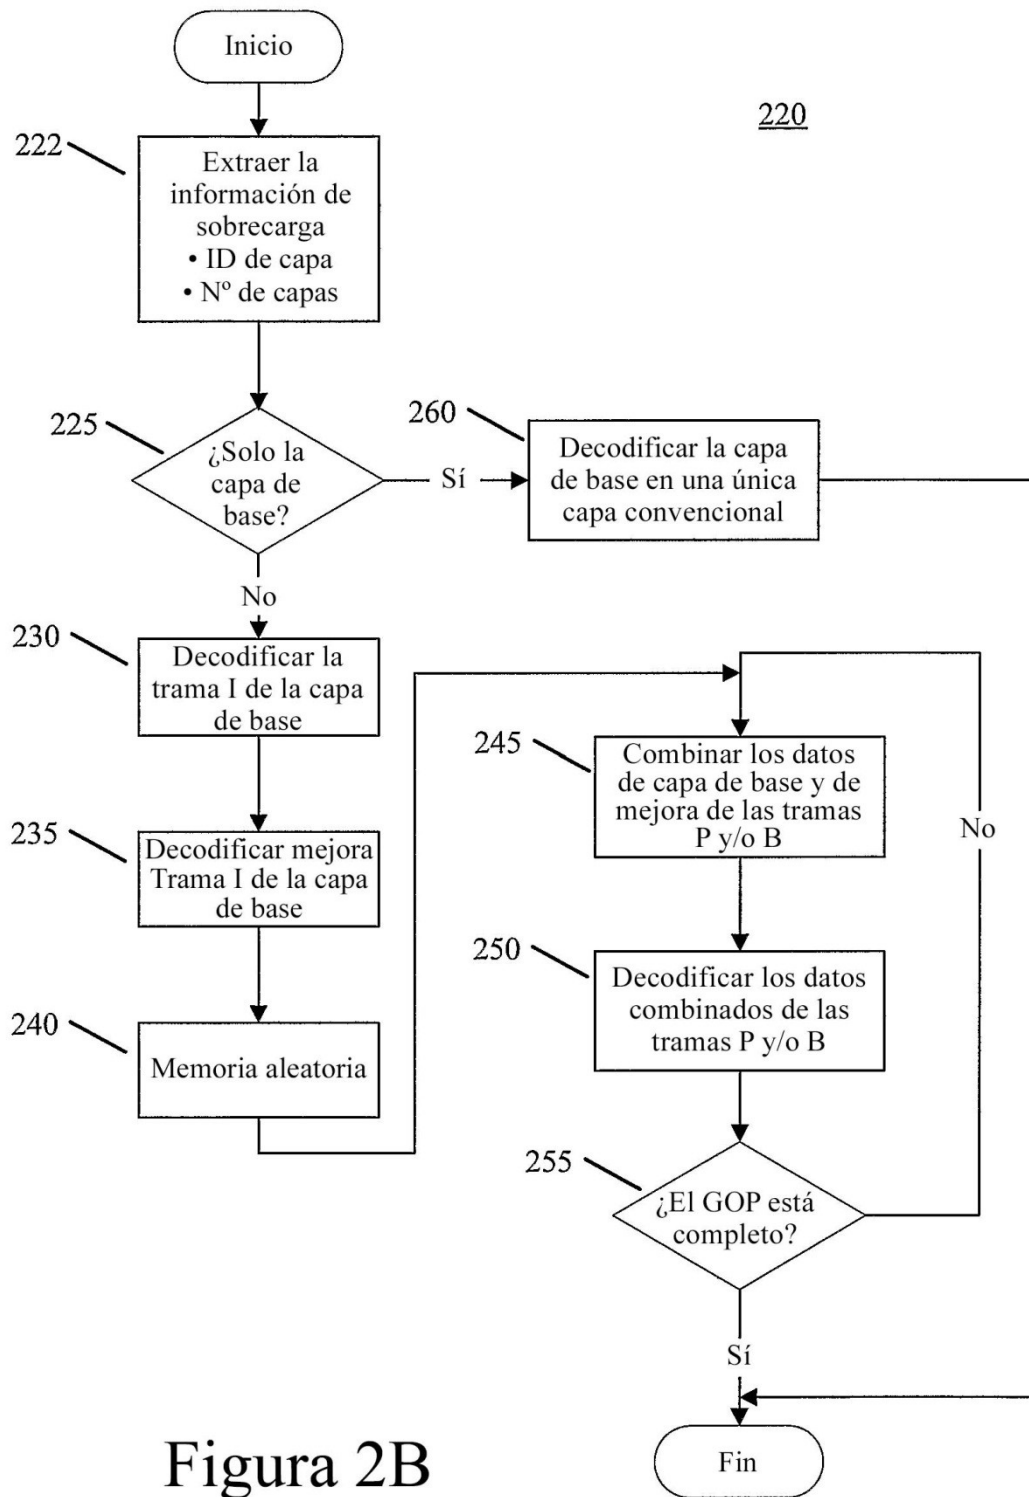 Inicio
220
222
Extraer la
información de
sobrecarga
• ID de capa
• Nº de capas
225
¿Solo la
capa de
base?
Sí
260
Decodificar la capa
de base en una única
capa convencional
No
230
Decodificar la
trama I de la capa
de base
235
Decodificar mejora
Trama I de la capa
de base
240
Memoria aleatoria
245
Combinar los datos
de capa de base y de
mejora de las tramas
P y/o B
No
250
Decodificar los datos
combinados de las
tramas P y/o B
255
¿El GOP está
completo?
Sí
Fin
Figura 2B